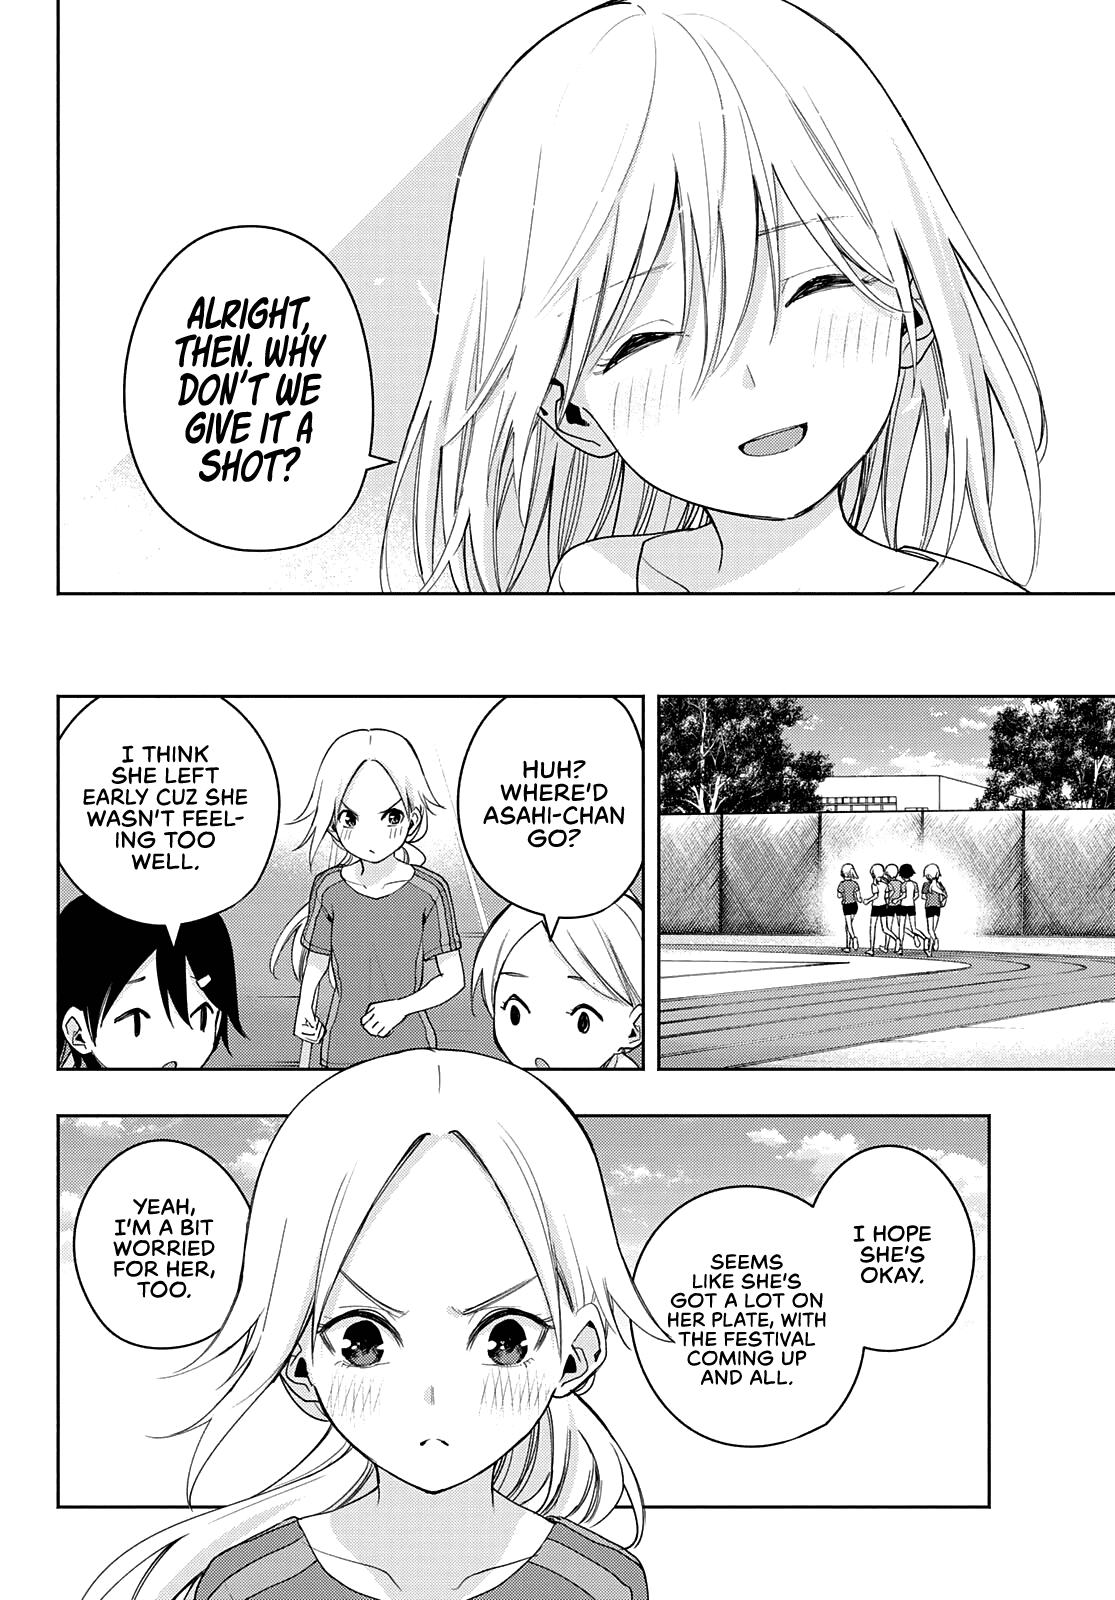 ALRIGHT,
THEN. WHY
DON'T WE
GIVE IT A
SHOT?
HUH?
WHERE'D
ASAHI-CHAN
GO?
I THINK
SHE LEFT
EARLY CUZ SHE
WASN'T FEEL-
ING TOO
WELL.
I HOPE
SHE'S
OKAY.
SEEMS
LIKE SHE'S
GOT A LOT ON
HER PLATE, WITH
THE FESTIVAL
COMING UP
AND ALL.
YEAH,
I'M A BIT
WORRIED
FOR HER,
TOO.